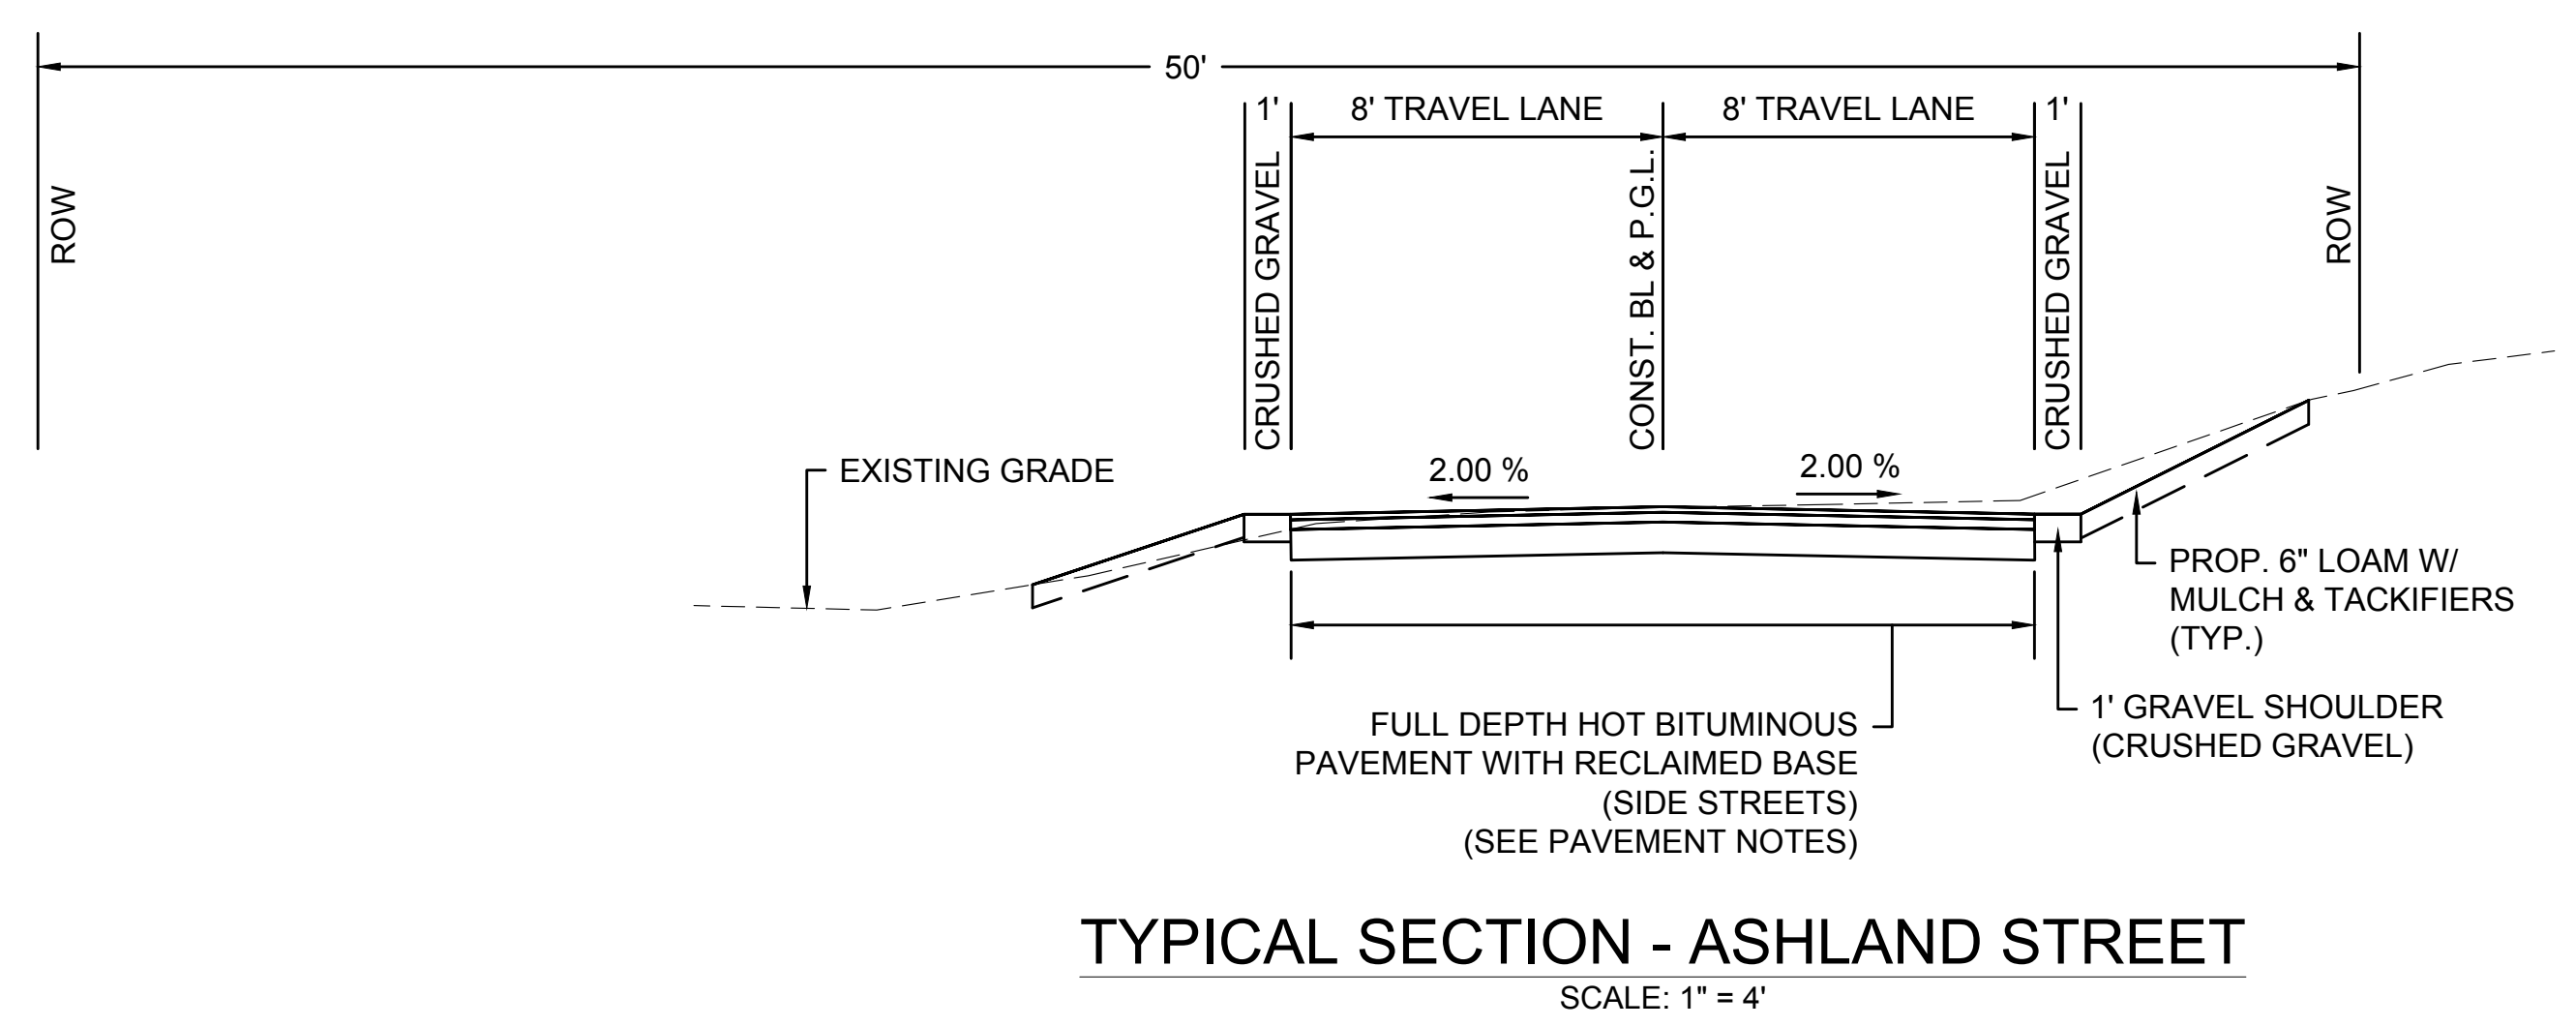 50'
1'
8' TRAVEL LANE
8' TRAVEL LANE
1'
ROW
CRUSHED GRAVEL
CONST. BL & P.G.L.
CRUSHED GRAVEL
ROW
EXISTING GRADE
2.00 %
2.00 %
PROP. 6" LOAM W/
MULCH & TACKIFIERS
(TYP.)
1' GRAVEL SHOULDER
(CRUSHED GRAVEL)
FULL DEPTH HOT BITUMINOUS
PAVEMENT WITH RECLAIMED BASE
(SIDE STREETS)
(SEE PAVEMENT NOTES)
TYPICAL SECTION - ASHLAND STREET
SCALE: 1" = 4'